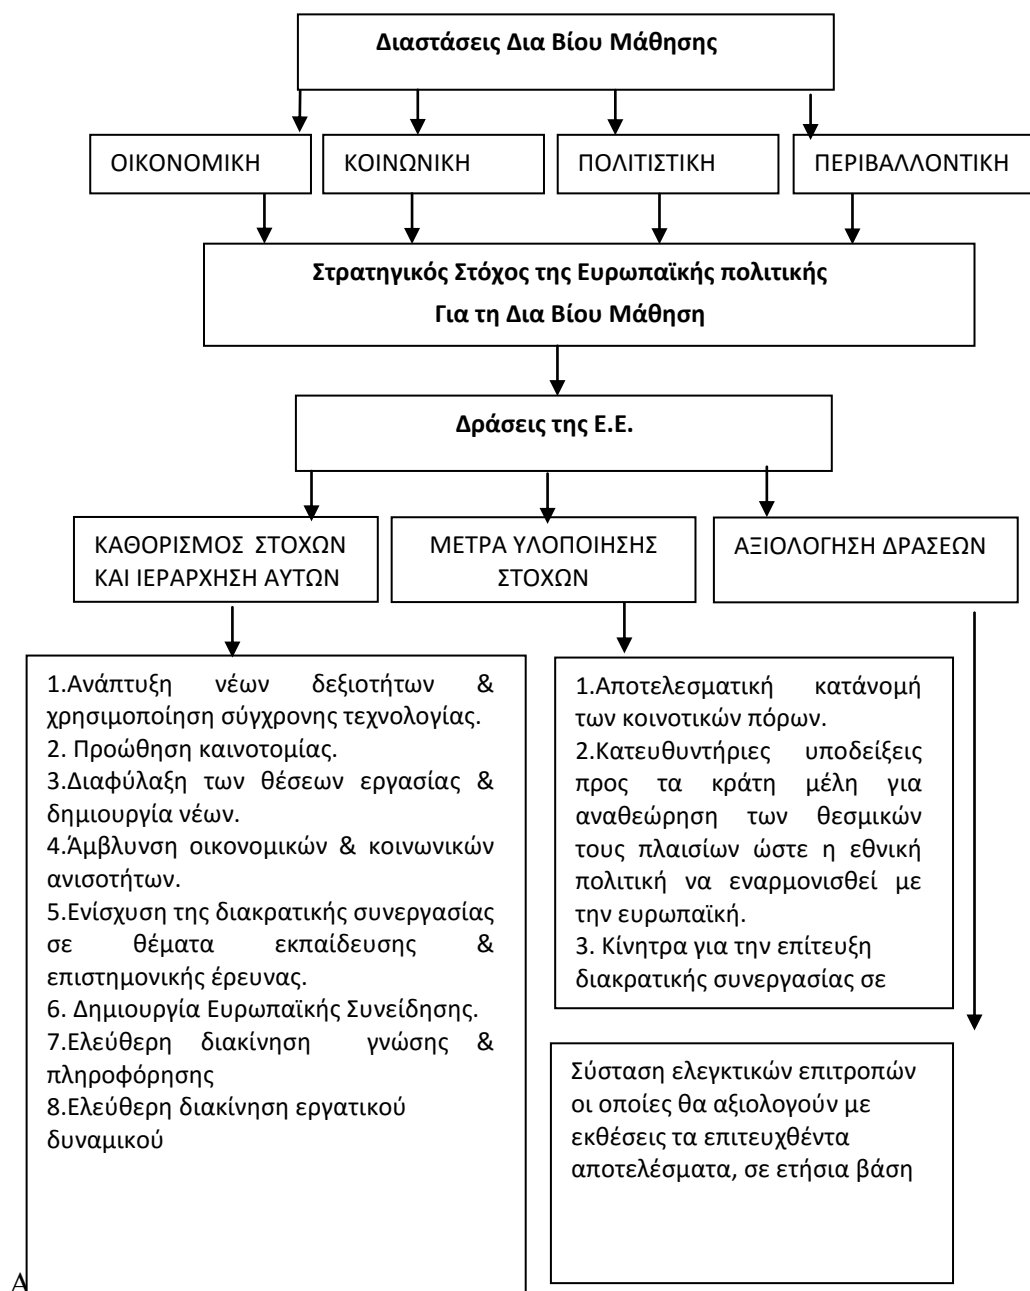 Διαστάσεις Δια Βίου Μάθησης
ΟΙΚΟΝΟΜΙΚΗ
ΚΟΙΝΩΝΙΚΗ
ΠΟΛΙΤΙΣΤΙΚΗ
ΠΕΡΙΒΑΛΛΟΝΤΙΚΗ
Στρατηγικός Στόχος της Ευρωπαϊκής πολιτικής
Για τη Δια Βίου Μάθηση
Δράσεις της Ε.Ε.
ΚΑΘΟΡΙΣΜΟΣ ΣΤΟΧΩΝ
ΚΑΙ ΙΕΡΑΡΧΗΣΗ ΑΥΤΩΝ
ΜΕΤΡΑ ΥΛΟΠΟΙΗΣΗΣ
ΣΤΟΧΩΝ
ΑΞΙΟΛΟΓΗΣΗ ΔΡΑΣΕΩΝ
1.Ανάπτυξη νέων δεξιοτήτων &
χρησιμοποίηση σύγχρονης τεχνολογίας.
2. Προώθηση καινοτομίας.
3.Διαφύλαξη των θέσεων εργασίας &
δημιουργία νέων.
4.Άμβλυνση οικονομικών & κοινωνικών
ανισοτήτων.
5.Ενίσχυση της διακρατικής συνεργασίας
σε θέματα εκπαίδευσης &
επιστημονικής έρευνας.
6. Δημιουργία Ευρωπαϊκής Συνείδησης.
7.Ελεύθερη διακίνηση γνώσης &
πληροφόρησης
8.Ελεύθερη διακίνηση εργατικού
δυναμικού
1.Αποτελεσματική κατάνομή
των κοινοτικών πόρων.
2.Κατευθυντήριες υποδείξεις
προς τα κράτη μέλη για
αναθεώρηση των θεσμικών
τους πλαισίων ώστε η εθνική
πολιτική να εναρμονισθεί με
την ευρωπαϊκή.
3. Κίνητρα για την επίτευξη
διακρατικής συνεργασίας σε
Σύσταση ελεγκτικών επιτροπών
οι οποίες θα αξιολογούν με
εκθέσεις τα επιτευχθέντα
αποτελέσματα, σε ετήσια βάση
Α